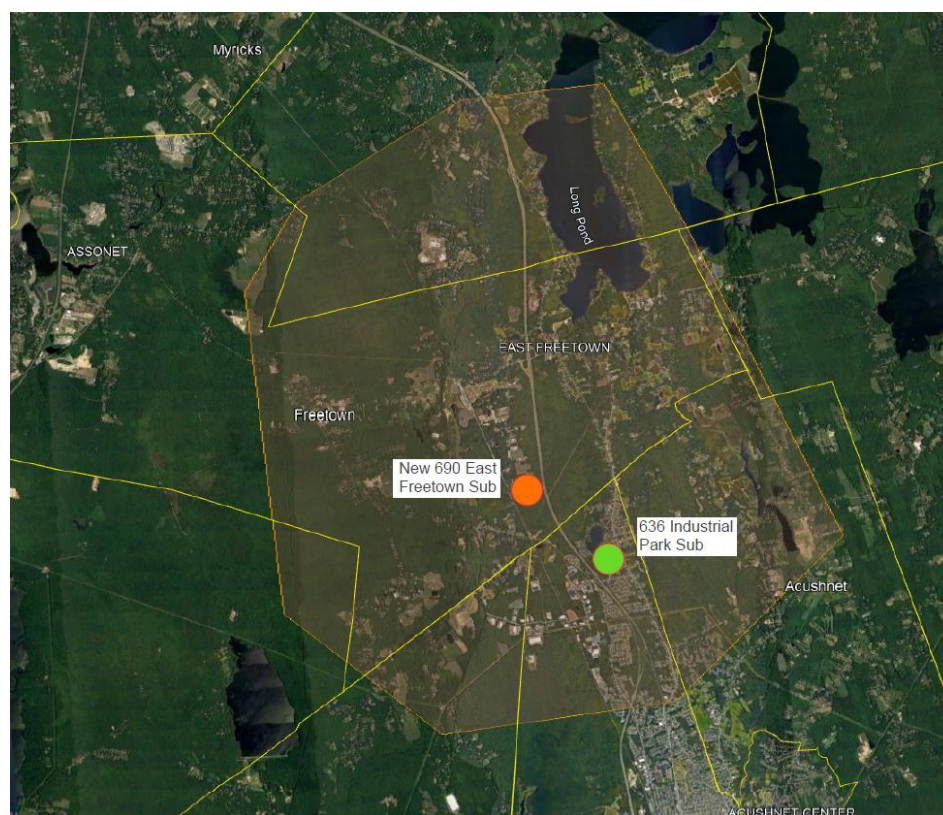 Myricks
Long Pond
ASSONET
EAST FREETOWN
Freetown
New 690 East
Freetown Sub
636 Industrial
Park Sub
Acushnet
ACUSHNET CENTER